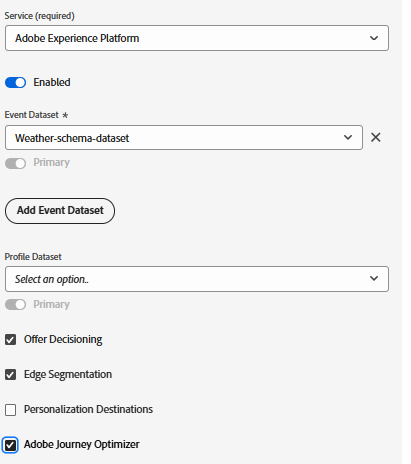 Service (required)
Adobe Experience Platform
Enabled
Event Dataset *
Weather-schema-dataset
Primary
Add Event Dataset
Profile Dataset
Select an option..
Primary
Offer Decisioning
Edge Segmentation
Personalization Destinations
Adobe Journey Optimizer